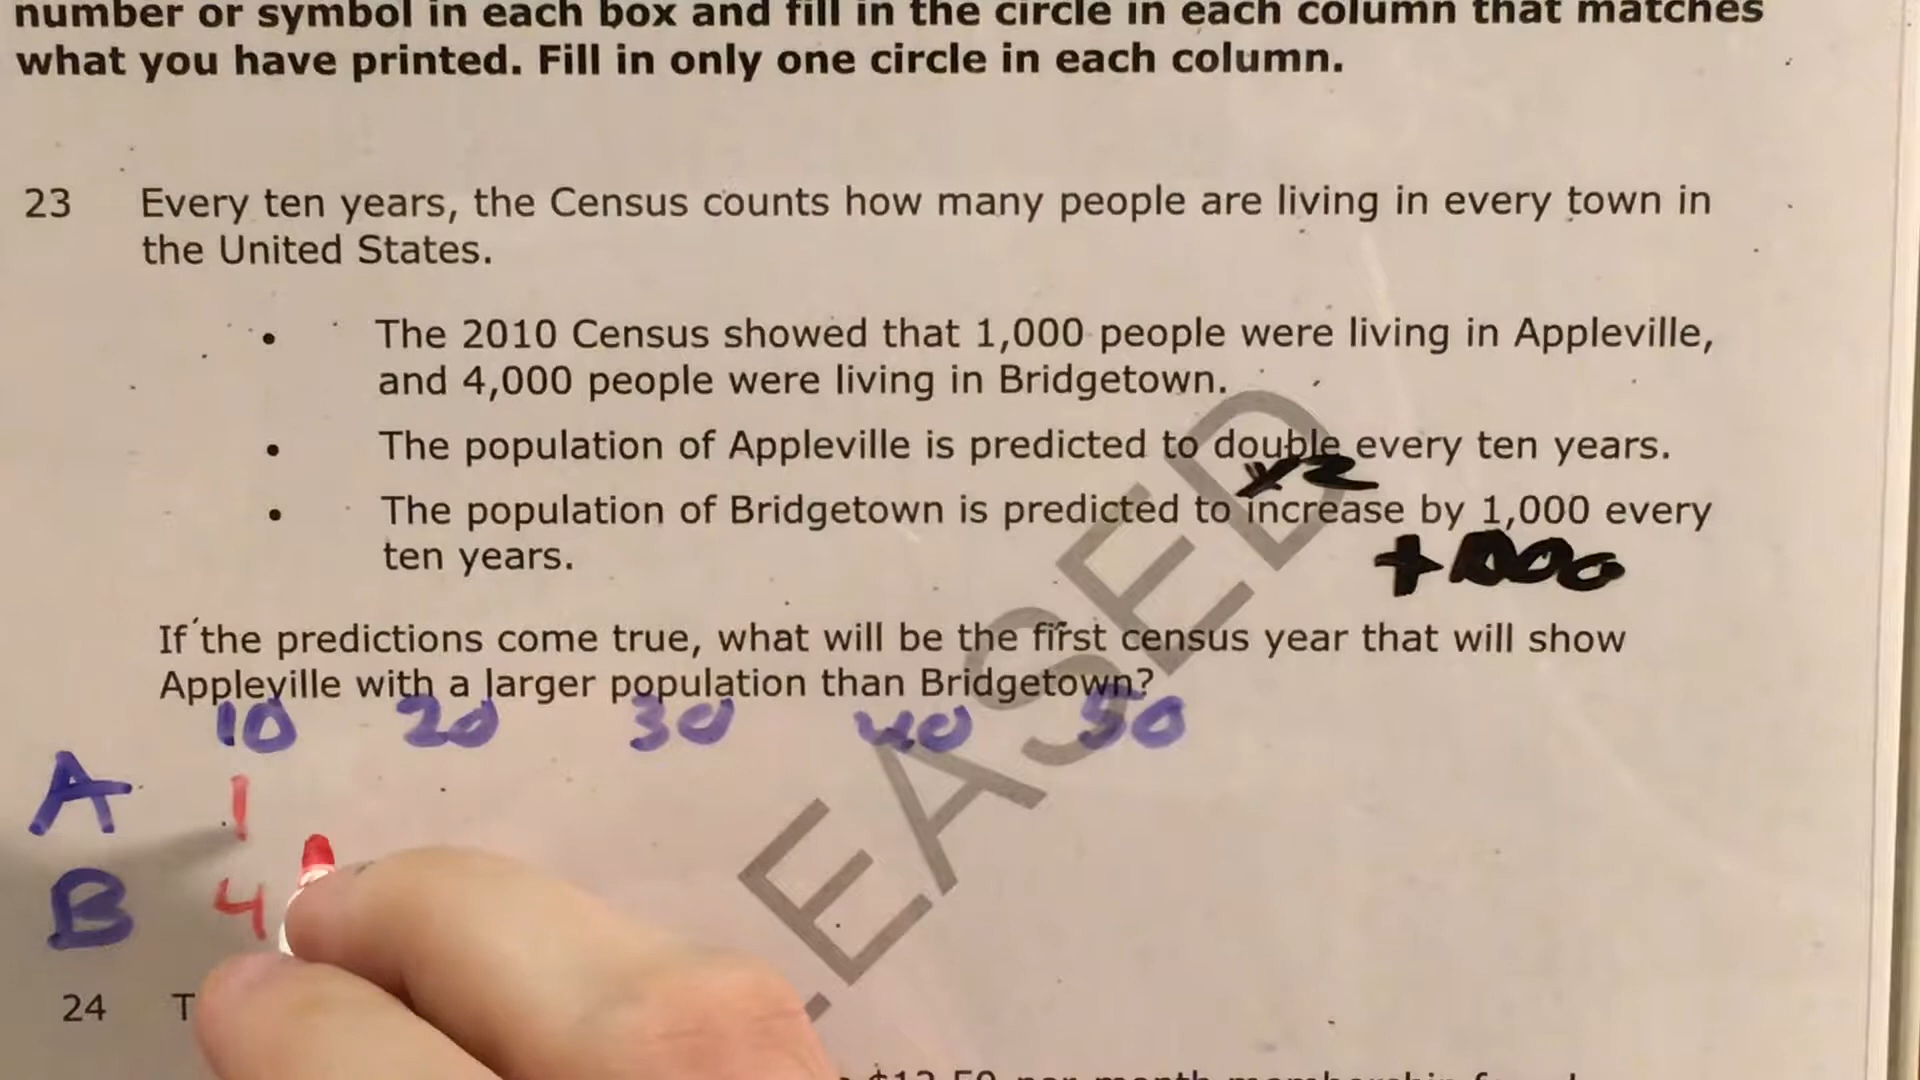 number or symbol in each box and fill in the circle in each column that matches
what you have printed. Fill in only one circle in each column.
23 Every ten years, the Census counts how many people are living in every town in
the United States.
• The 2010 Census showed that 1,000 people were living in Appleville,
and 4,000 people were living in Bridgetown.
• The population of Appleville is predicted to double every ten years.
x2
• The population of Bridgetown is predicted to increase by 1,000 every
ten years.
+1000
If the predictions come true, what will be the first census year that will show
Appleville with a larger population than Bridgetown?
10 20 30 40 50
A 1
B 4
24 T
$12.50 per month membership
EASED